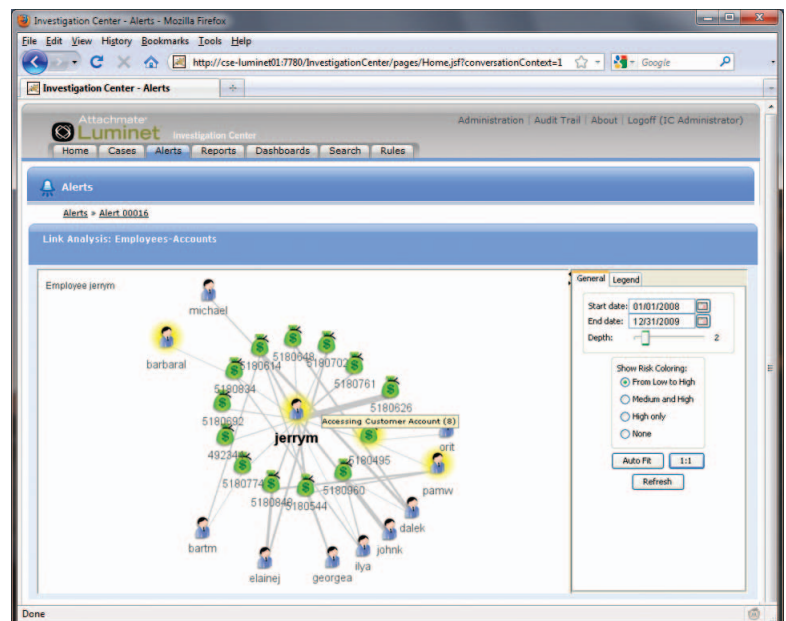 Investigation Center - Alerts - Mozilla Firefox
File Edit View History Bookmarks Tools Help
http://cse-luminet01:7780/InvestigationCenter/pages/Home.jsf?conversationContext=1
Google
Investigation Center - Alerts
Attachmate
Luminet Investigation Center
Administration | Audit Trail | About | Logoff (IC Administrator)
Home Cases Alerts Reports Dashboards Search Rules
Alerts
Alerts » Alert 00016
Link Analysis: Employees-Accounts
Employee jerrym
michael
barbaral
5180614
5180648
5180702
5180761
5180834
5180626
5180692
Accessing Customer Account (8)
jerrym
orit
5180495
5180774
5180960
pamw
5180848
5180544
dalek
bartm
johnk
ilya
elainej
georgea
General Legend
Start date: 01/01/2008
End date: 12/31/2009
Depth: 2
Show Risk Coloring:
From Low to High
Medium and High
High only
None
Auto Fit 1:1
Refresh
Done